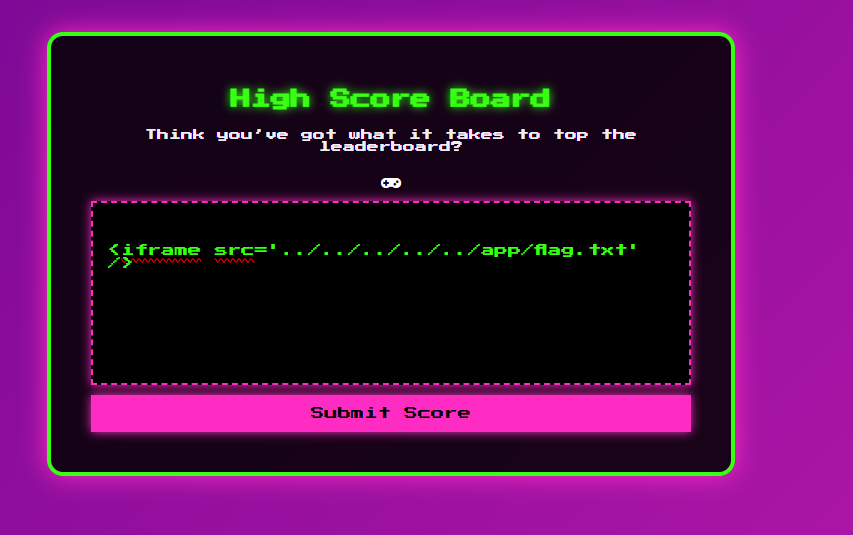 High Score Board
Think you've got what it takes to top the
leaderboard?
<iframe src='../../../../../app/flag.txt'
/>
Submit Score